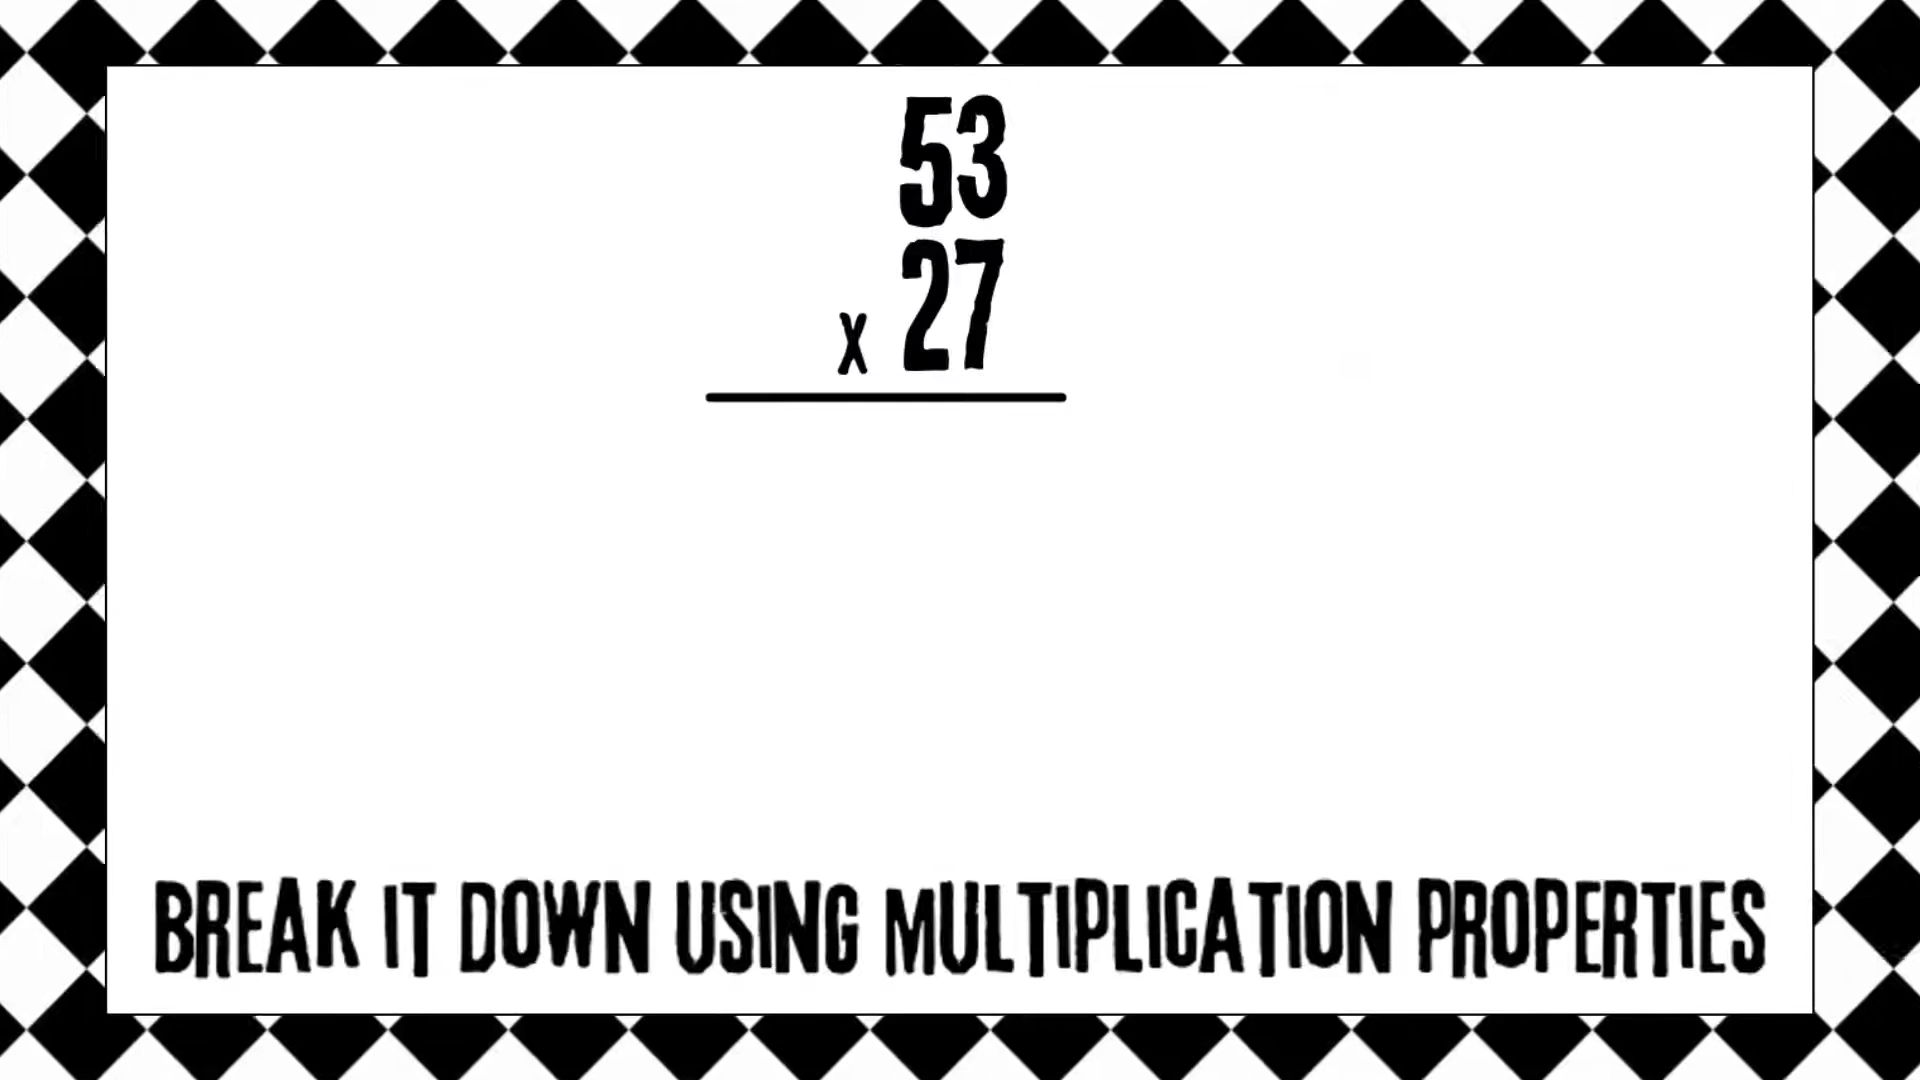 53
x 27
BREAK IT DOWN USING MULTIPLICATION PROPERTIES